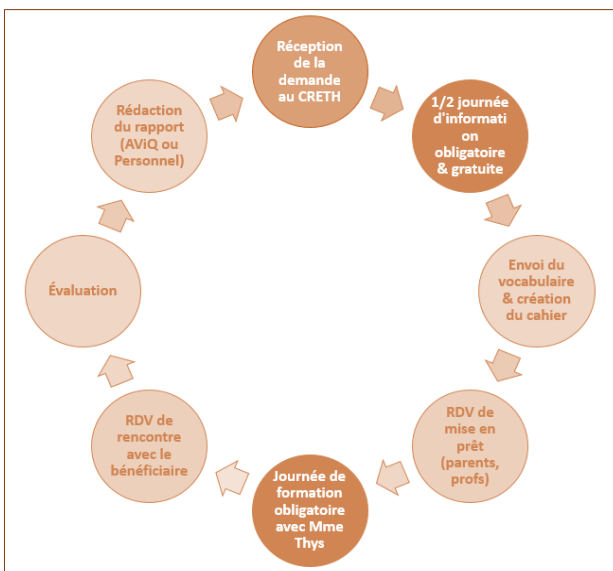 Réception
de la
demande
au CRETH
1/2 journée
d'informati
on
obligatoire
& gratuite
Envoi du
vocabulaire
& création
du cahier
RDV de
mise en
prêt
(parents,
profs)
Journée de
formation
obligatoire
avec Mme
Thys
RDV de
rencontre
avec le
bénéficiaire
Évaluation
Rédaction
du rapport
(AViQ ou
Personnel)